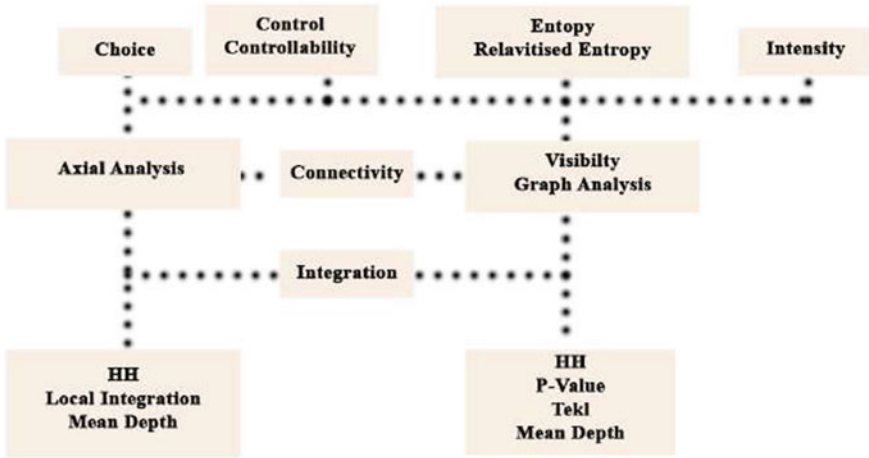 Choice
Control
Controllability
Entopy
Relavitised Entropy
Intensity
Axial Analysis
Connectivity
Visibilty
Graph Analysis
Integration
HH
Local Integration
Mean Depth
HH
P-Value
Tekl
Mean Depth